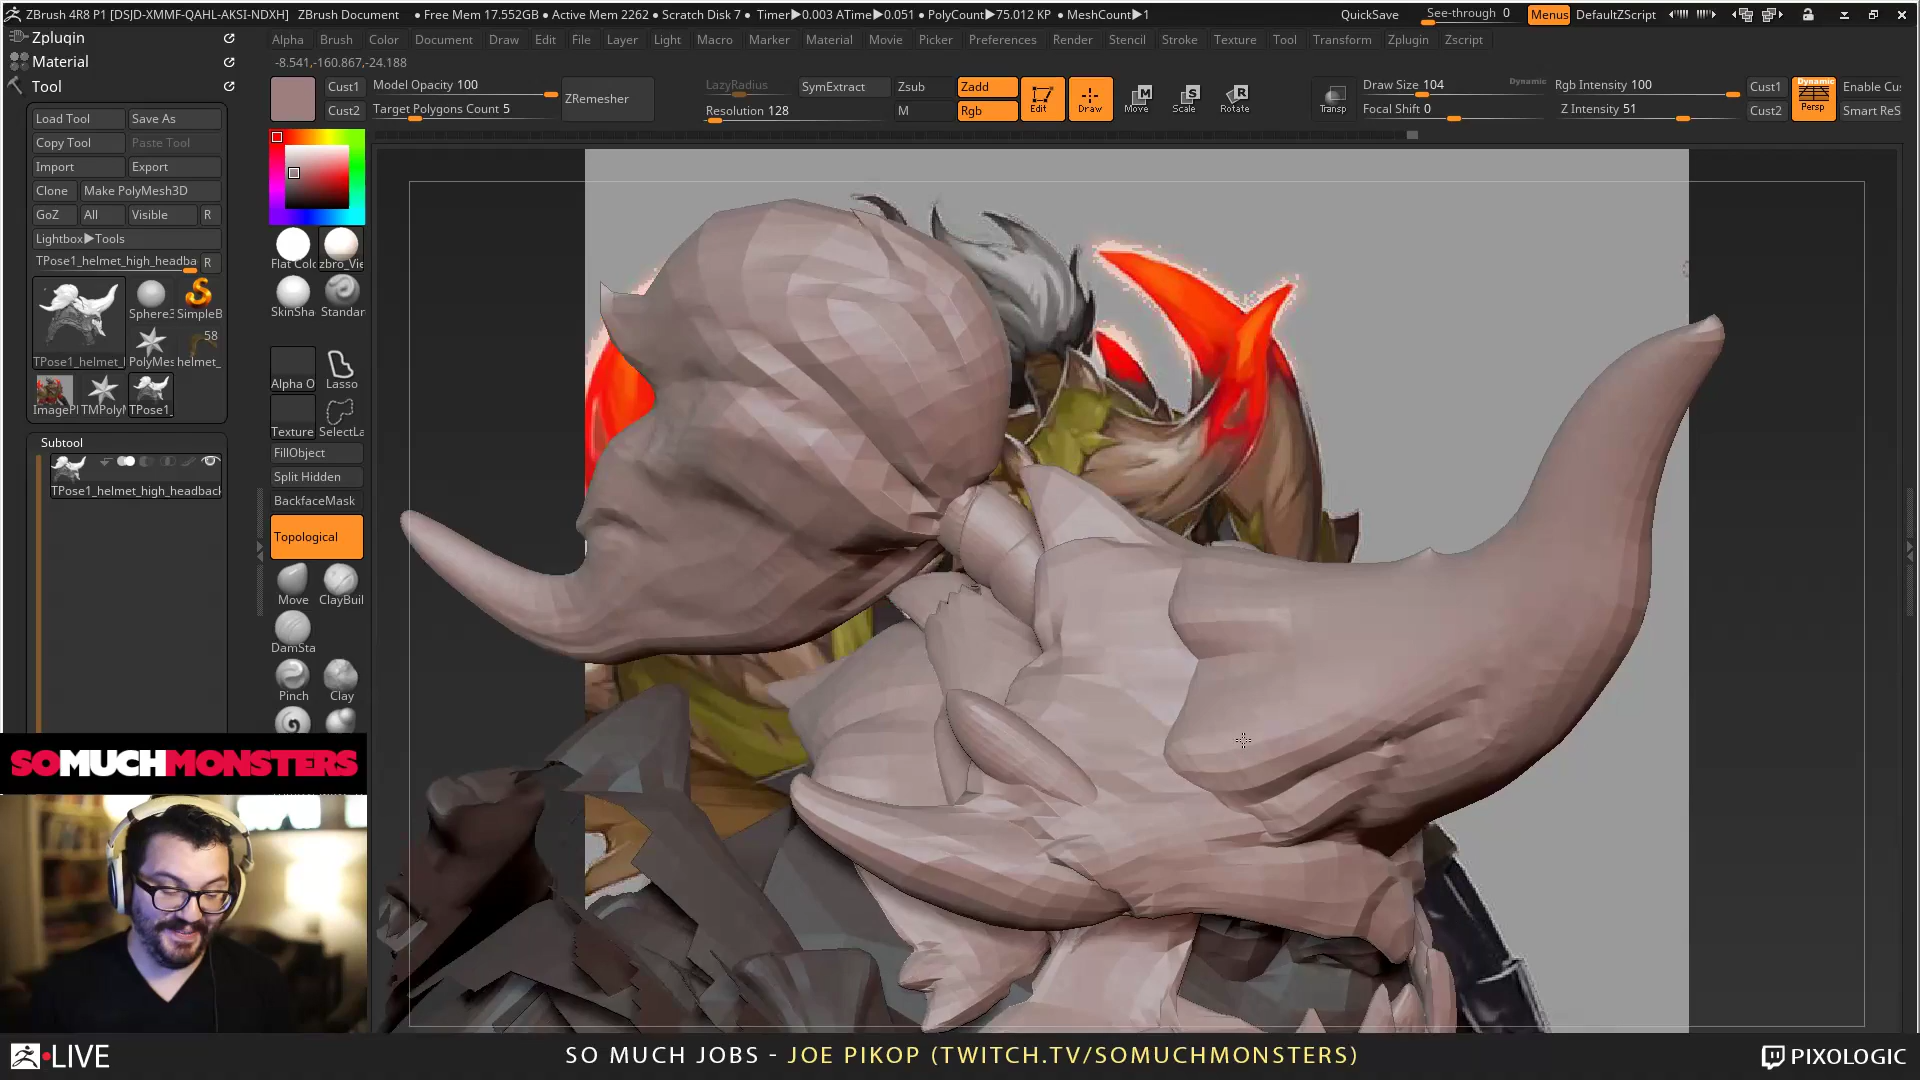 ZBrush 4R8 P1 [DSJD-XMMF-QAHL-AKSI-NDXH] ZBrush Document ● Free Mem 17.552GB ● Active Mem 2262 ● Scratch Disk 7 ● Timer▶0.003 ATime▶0.051 ● PolyCount▶75.012 KP ● MeshCount▶1 QuickSave See-through 0 Menus DefaultZScript
Zplugin
Material
Tool
Alpha Brush Color Document Draw Edit File Layer Light Macro Marker Material Movie Picker Preferences Render Stencil Stroke Texture Tool Transform Zplugin Zscript
-8.541,-160.867,-24.188
Cust1 Model Opacity 100 ZRemesher LazyRadius SymExtract Zsub Zadd Edit Draw Move Scale Rotate Transp Draw Size 104 Dynamic Rgb Intensity 100 Cust1 Dynamic Persp Enable Cus
Cust2 Target Polygons Count 5 Resolution 128 M Rgb Focal Shift 0 Z Intensity 51 Cust2 Smart ReS
Load Tool Save As
Copy Tool Paste Tool
Import Export
Clone Make PolyMesh3D
GoZ All Visible R
Lightbox▶Tools
TPose1_helmet_high_headba R
Sphere3 SimpleB
58
TPose1_helmet_l PolyMes helmet_
ImagePl TMPolyM TPose1_
Subtool
TPose1_helmet_high_headback
Flat Colo zbro_Vie
SkinSha Standar
Alpha O Lasso
Texture SelectLa
FillObject
Split Hidden
BackfaceMask
Topological
Move ClayBuil
DamSta
Pinch Clay
SOMUCHMONSTERS
LIVE
SO MUCH JOBS - JOE PIKOP (TWITCH.TV/SOMUCHMONSTERS)
PIXOLOGIC